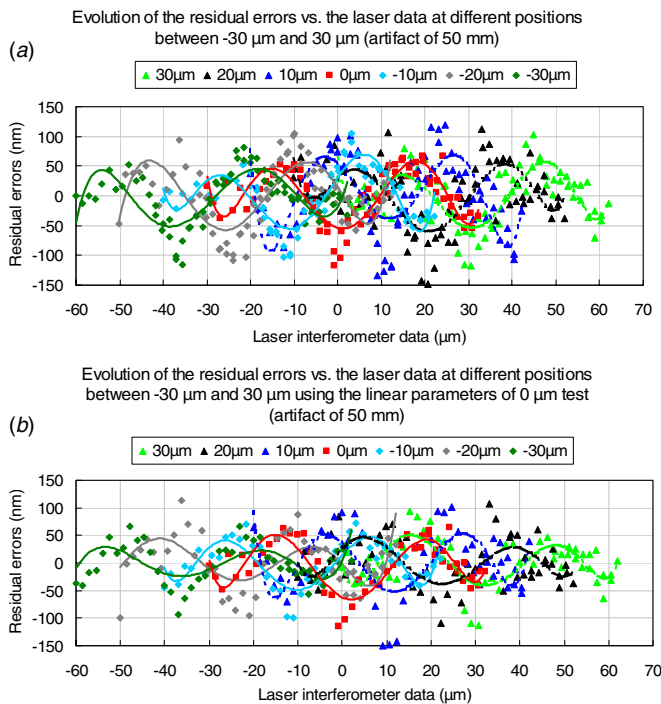 Evolution of the residual errors vs. the laser data at different positions
between -30 µm and 30 µm (artifact of 50 mm)
(a)
30µm 20µm 10µm 0µm -10µm -20µm -30µm
Residual errors (nm)
150
100
50
0
-50
-100
-150
-60 -50 -40 -30 -20 -10 0 10 20 30 40 50 60 70
Laser interferometer data (µm)
Evolution of the residual errors vs. the laser data at different positions
between -30 µm and 30 µm using the linear parameters of 0 µm test
(artifact of 50 mm)
(b)
30µm 20µm 10µm 0µm -10µm -20µm -30µm
Residual errors (nm)
150
100
50
0
-50
-100
-150
-60 -50 -40 -30 -20 -10 0 10 20 30 40 50 60 70
Laser interferometer data (µm)